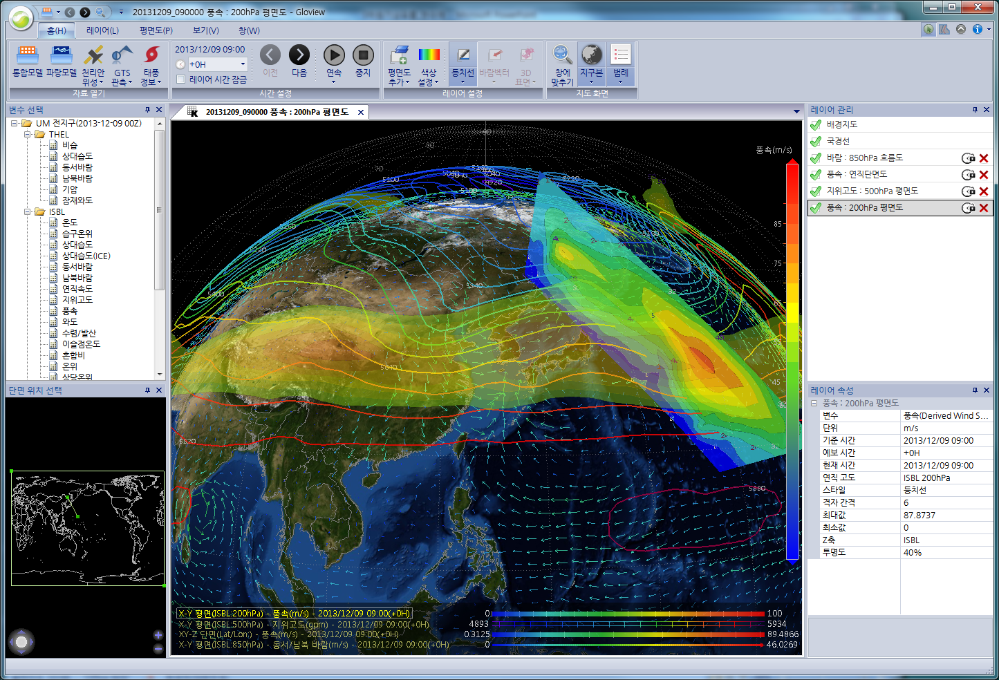 20131209_090000 풍속 : 200hPa 평면도 - Gloview
홈(H) 레이어(L) 평면도(P) 보기(V) 창(W)
통합모델 파랑모델 천리안 위성 GTS 관측 태풍 정보
자료 열기
2013/12/09 09:00
+0H
레이어 시간 잠금
이전 다음 연속 중지
시간 설정
평면도 추가 색상 설정 등치선 바람벡터 3D 표면
레이어 설정
창에 맞추기 지구본 범례
지도 화면
변수 선택
UM 전지구(2013-12-09 00Z)
THEL
비습
상대습도
동서바람
남북바람
기압
잠재와도
ISBL
온도
습구온위
상대습도
상대습도(ICE)
동서바람
남북바람
연직속도
지위고도
풍속
와도
수렴/발산
이슬점온도
혼합비
온위
상당온위
단면 위치 선택
20131209_090000 풍속 : 200hPa 평면도
풍속(m/s)
85
75
65
45
80
70
5100
5040
4520
5100
5220
5160
5220
5100
5400
5340
5640
5820
5880
X-Y 평면(ISBL:200hPa) - 풍속(m/s) - 2013/12/09 09:00(+0H) 0 100
X-Y 평면(ISBL:500hPa) - 지위고도(gpm) - 2013/12/09 09:00(+0H) 4893 5934
XY-Z 단면(Lat/Lon:) - 풍속(m/s) - 2013/12/09 09:00(+0H) 0.3125 89.4866
X-Y 평면(ISBL:850hPa) - 동서/남북 바람(m/s) - 2013/12/09 09:00(+0H) 0 46.0269
레이어 관리
배경지도
국경선
바람 : 850hPa 흐름도
풍속 : 연직단면도
지위고도 : 500hPa 평면도
풍속 : 200hPa 평면도
레이어 속성
풍속 : 200hPa 평면도
변수 풍속(Derived Wind S...
단위 m/s
기준 시간 2013/12/09 09:00
예보 시간 +0H
현재 시간 2013/12/09 09:00
연직 고도 ISBL 200hPa
스타일 등치선
격자 간격 6
최대값 87.8737
최소값 0
Z축 ISBL
투명도 40%